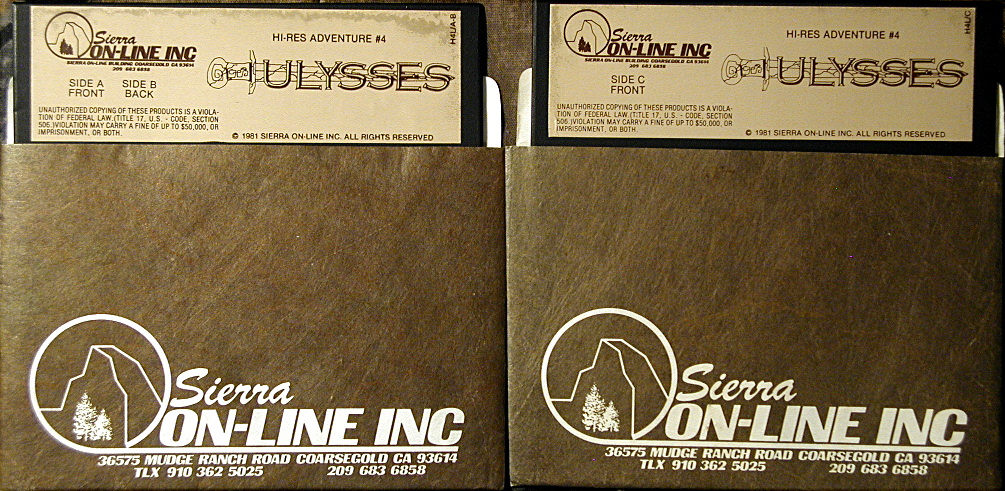 Sierra
ON-LINE INC
SIERRA ON-LINE BUILDING COARSEGOLD CA 93614
209 683 6858
HI-RES ADVENTURE #4
H4L/A-B
ULYSSES
SIDE A SIDE B
FRONT BACK
UNAUTHORIZED COPYING OF THESE PRODUCTS IS A VIOLA-
TION OF FEDERAL LAW.(TITLE 17, U.S. - CODE, SECTION
506.)VIOLATION MAY CARRY A FINE OF UP TO $50,000, OR
IMPRISONMENT, OR BOTH.
© 1981 SIERRA ON-LINE INC. ALL RIGHTS RESERVED
Sierra
ON-LINE INC
36575 MUDGE RANCH ROAD COARSEGOLD CA 93614
TLX 910 362 5025 209 683 6858
Sierra
ON-LINE INC
SIERRA ON-LINE BUILDING COARSEGOLD CA 93614
209 683 6858
HI-RES ADVENTURE #4
H4L/C
ULYSSES
SIDE C
FRONT
UNAUTHORIZED COPYING OF THESE PRODUCTS IS A VIOLA-
TION OF FEDERAL LAW.(TITLE 17, U.S. - CODE, SECTION
506.)VIOLATION MAY CARRY A FINE OF UP TO $50,000, OR
IMPRISONMENT, OR BOTH.
© 1981 SIERRA ON-LINE INC. ALL RIGHTS RESERVED
Sierra
ON-LINE INC
36575 MUDGE RANCH ROAD COARSEGOLD CA 93614
TLX 910 362 5025 209 683 6858